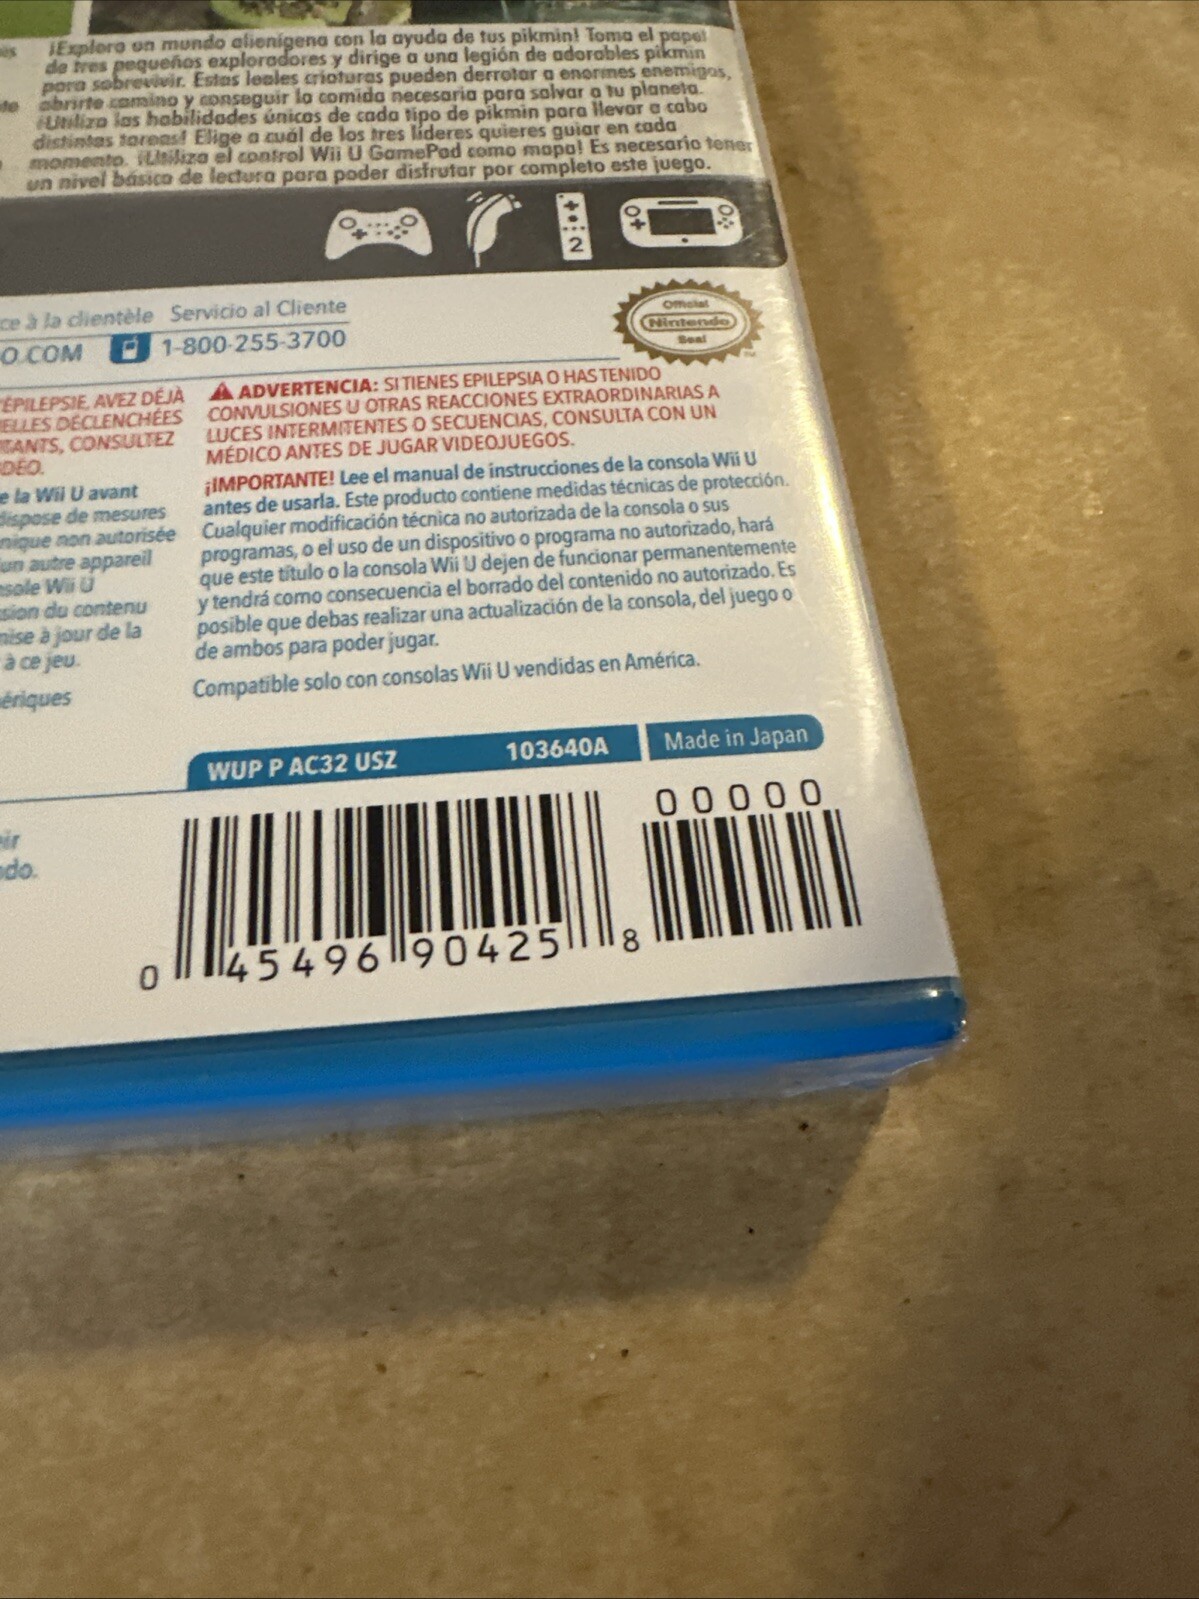 ¡Explora un mundo alienígena con la ayuda de tus pikmin! Toma el papel
de tres pequeños exploradores y dirige a una legión de adorables pikmin
para sobrevivir. Estas leales criaturas pueden derrotar a enormes enemigos,
abrirte camino y conseguir la comida necesaria para salvar a tu planeta.
¡Utiliza las habilidades únicas de cada tipo de pikmin para llevar a cabo
distintas tareas! Elige a cuál de los tres líderes quieres guiar en cada
momento. ¡Utiliza el control Wii U GamePad como mapa! Es necesario tener
un nivel básico de lectura para poder disfrutar por completo este juego.
2
ce à la clientèle Servicio al Cliente
O.COM 1-800-255-3700
Official
Nintendo
Seal
TM
ÉPILEPSIE, AVEZ DÉJÀ
ELLES DÉCLENCHÉES
TANTS, CONSULTEZ
DÉO.
e la Wii U avant
dispose de mesures
nique non autorisée
un autre appareil
nsole Wii U
sion du contenu
mise à jour de la
à ce jeu.
ériques
ADVERTENCIA: SI TIENES EPILEPSIA O HAS TENIDO
CONVULSIONES U OTRAS REACCIONES EXTRAORDINARIAS A
LUCES INTERMITENTES O SECUENCIAS, CONSULTA CON UN
MÉDICO ANTES DE JUGAR VIDEOJUEGOS.
¡IMPORTANTE! Lee el manual de instrucciones de la consola Wii U
antes de usarla. Este producto contiene medidas técnicas de protección.
Cualquier modificación técnica no autorizada de la consola o sus
programas, o el uso de un dispositivo o programa no autorizado, hará
que este título o la consola Wii U dejen de funcionar permanentemente
y tendrá como consecuencia el borrado del contenido no autorizado. Es
posible que debas realizar una actualización de la consola, del juego o
de ambos para poder jugar.
Compatible solo con consolas Wii U vendidas en América.
WUP P AC32 USZ 103640A Made in Japan
eir
ndo.
00000
0 45496 90425 8